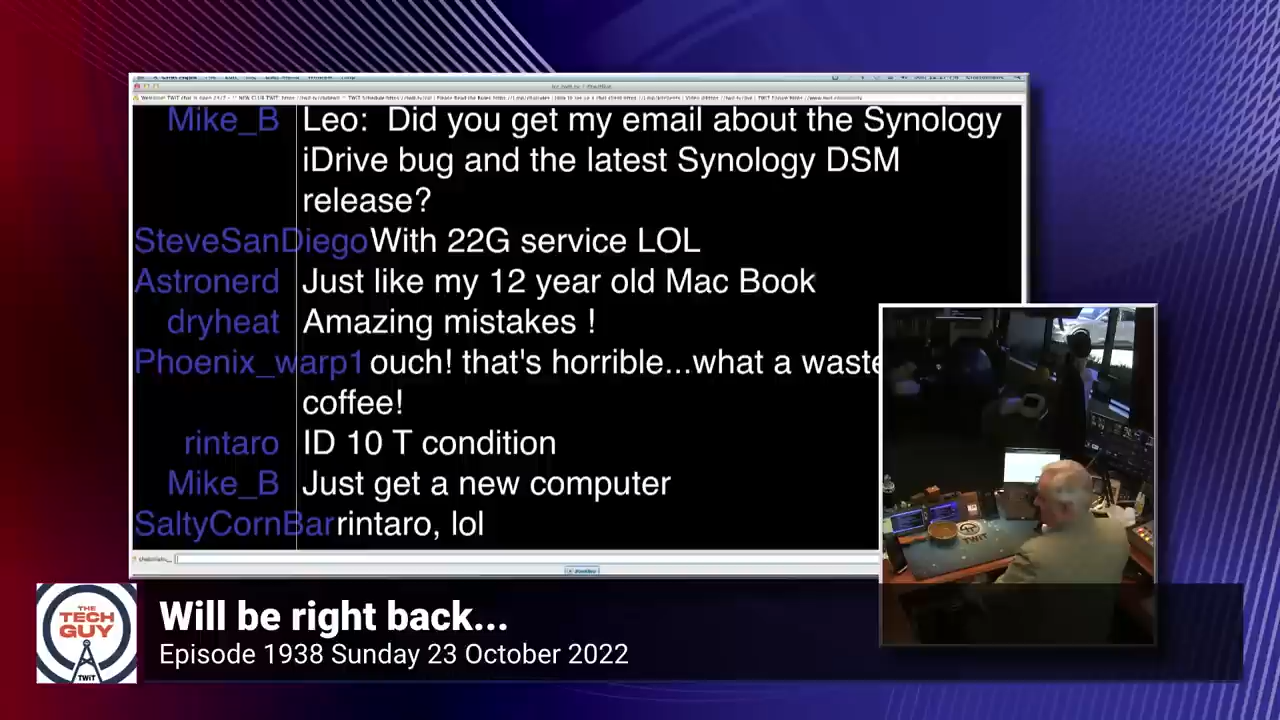 Mike_B Leo: Did you get my email about the Synology
iDrive bug and the latest Synology DSM
release?
SteveSanDiego With 22G service LOL
Astronerd Just like my 12 year old Mac Book
dryheat Amazing mistakes !
Phoenix_warp1 ouch! that's horrible...what a waste
coffee!
rintaro ID 10 T condition
Mike_B Just get a new computer
SaltyCornBar rintaro, lol
THE
TECH
GUY
TWiT
Will be right back...
Episode 1938 Sunday 23 October 2022
TWiT